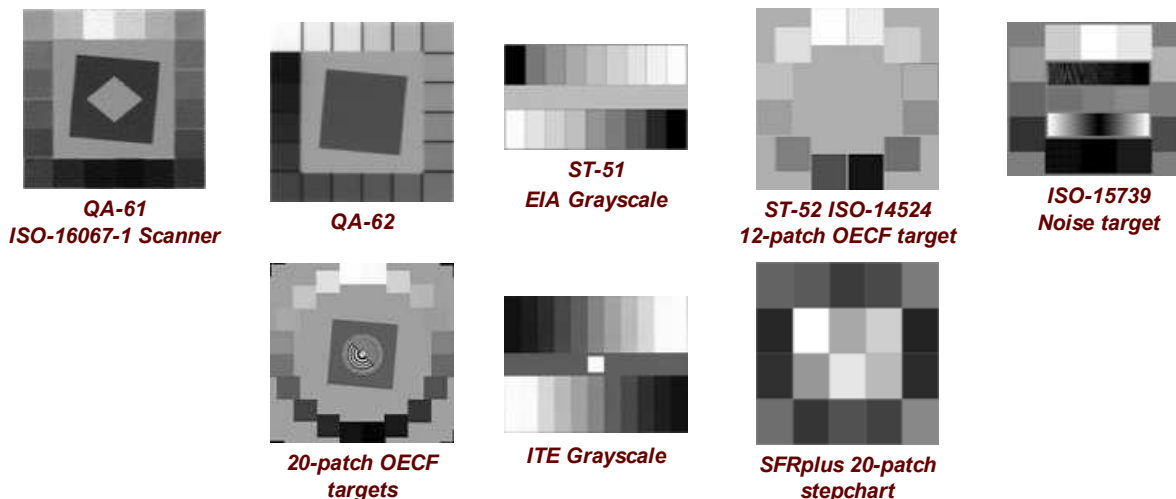 QA-61
ISO-16067-1 Scanner
QA-62
ST-51
EIA Grayscale
ST-52 ISO-14524
12-patch OECF target
ISO-15739
Noise target
20-patch OECF
targets
ITE Grayscale
SFRplus 20-patch
stepchart